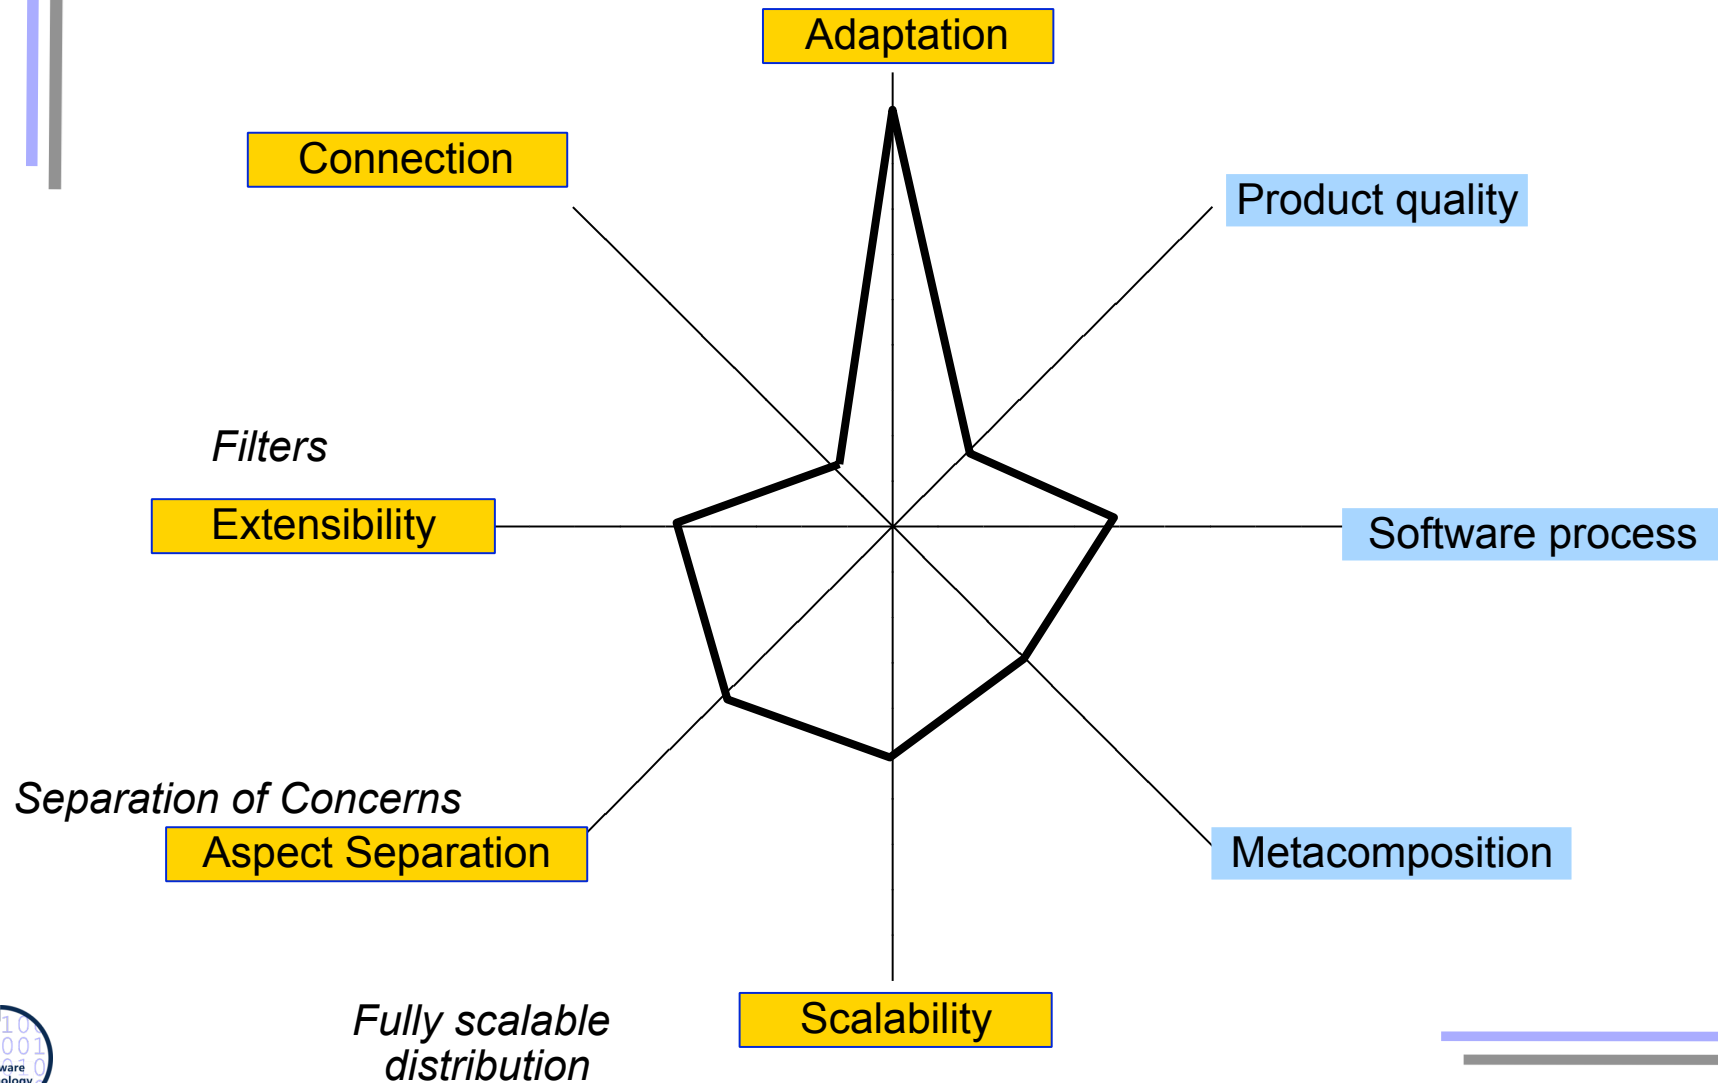 Adaptation
Connection
Product quality
Filters
Extensibility
Software process
Separation of Concerns
Aspect Separation
Metacomposition
Fully scalable
distribution
Scalability